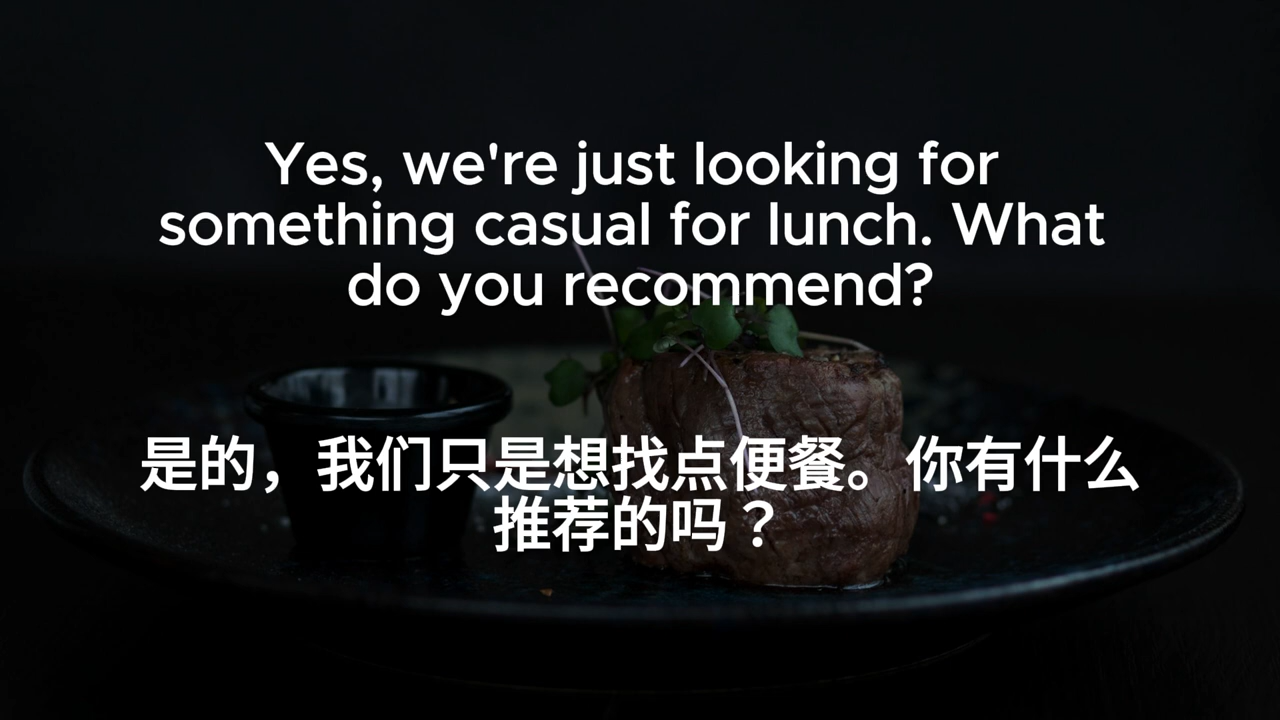 Yes, we're just looking for
something casual for lunch. What
do you recommend?
是的，我们只是想找点便餐。你有什么
推荐的吗？